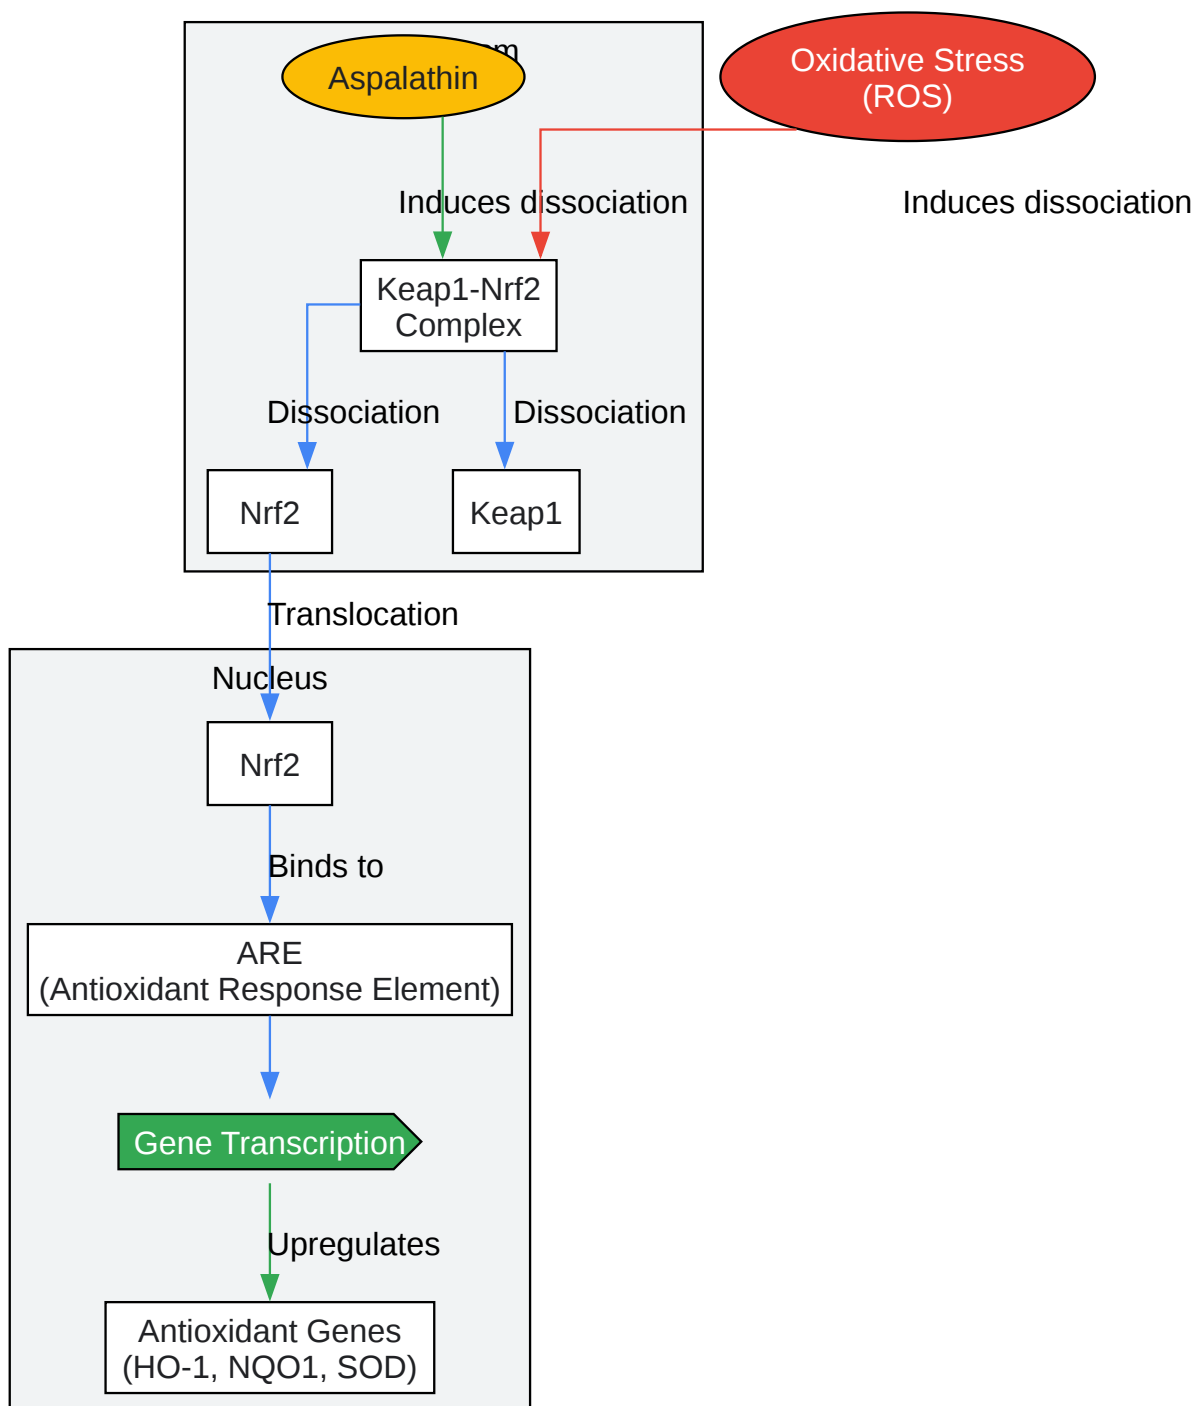 Aspalathin
Oxidative Stress
(ROS)
Induces dissociation
Induces dissociation
Keap1-Nrf2
Complex
Dissociation
Dissociation
Nrf2
Keap1
Translocation
Nucleus
Nrf2
Binds to
ARE
(Antioxidant Response Element)
Gene Transcription
Upregulates
Antioxidant Genes
(HO-1, NQO1, SOD)